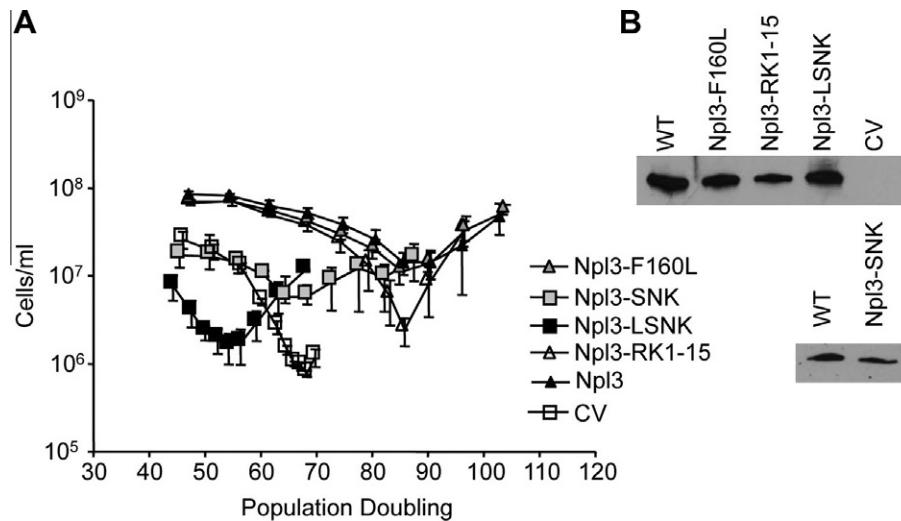 A
10⁹
10⁸
10⁷
10⁶
10⁵
Cells/ml
30 40 50 60 70 80 90 100 110 120
Population Doubling
Npl3-F160L
Npl3-SNK
Npl3-LSNK
Npl3-RK1-15
Npl3
CV
B
WT
Npl3-F160L
Npl3-RK1-15
Npl3-LSNK
CV
WT
Npl3-SNK